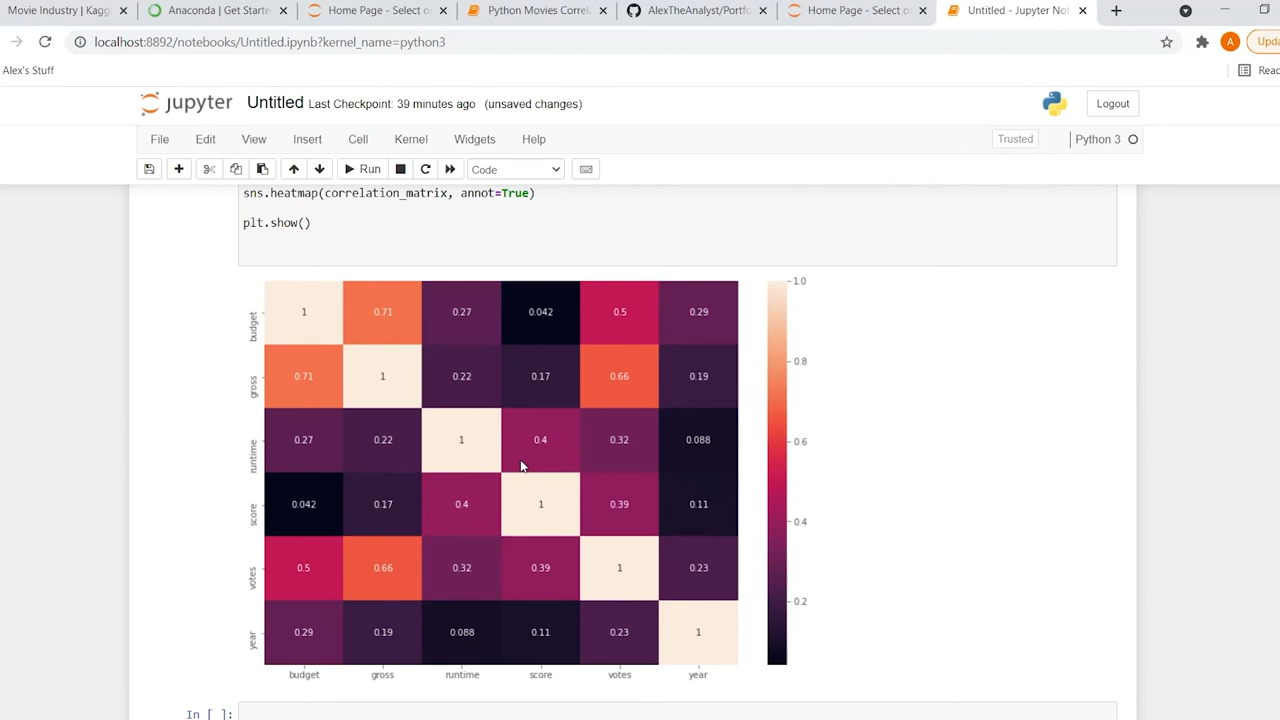 Movie Industry | Kagg
Anaconda | Get Starte
Home Page - Select o
Python Movies Correla
AlexTheAnalyst/Portfo
Home Page - Select o
Untitled - Jupyter Not
localhost:8892/notebooks/Untitled.ipynb?kernel_name=python3
A
Upda
Alex's Stuff
Read
jupyter Untitled Last Checkpoint: 39 minutes ago (unsaved changes)
Logout
File Edit View Insert Cell Kernel Widgets Help
Trusted
Python 3
Run
Code
sns.heatmap(correlation_matrix, annot=True)
plt.show()
budget 1 0.71 0.27 0.042 0.5 0.29
gross 0.71 1 0.22 0.17 0.66 0.19
runtime 0.27 0.22 1 0.4 0.32 0.088
score 0.042 0.17 0.4 1 0.39 0.11
votes 0.5 0.66 0.32 0.39 1 0.23
year 0.29 0.19 0.088 0.11 0.23 1
budget gross runtime score votes year
1.0
0.8
0.6
0.4
0.2
In [ ]: